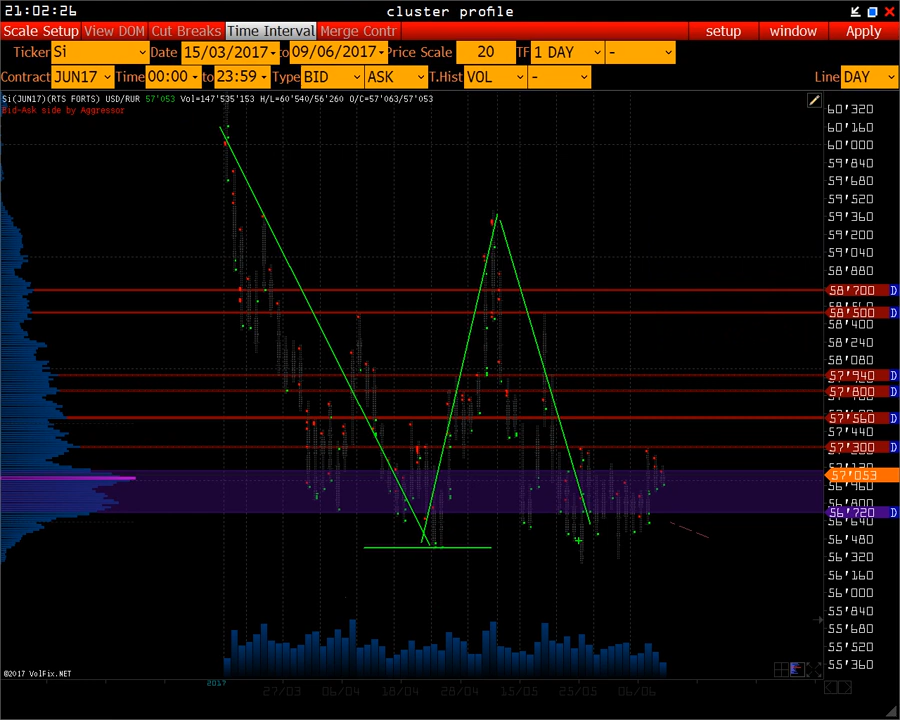 21:02:26 cluster profile
Scale Setup View DOM Cut Breaks Time Interval Merge Contr setup window Apply
Ticker Si Date 15/03/2017 to 09/06/2017 Price Scale 20 TF 1 DAY -
Contract JUN17 Time 00:00 to 23:59 Type BID ASK T.Hist VOL - Line DAY
Si(JUN17)(RTS FORTS) USD/RUR 57'053 Vol=147'535'153 H/L=60'540/56'260 O/C=57'063/57'053
Bid-Ask side by Aggressor
60'320
60'160
60'000
59'840
59'680
59'520
59'360
59'200
59'040
58'880
58'700 D
58'500 D
58'400
58'240
58'080
57'940 D
57'800 D
57'560 D
57'440
57'300 D
57'053
56'960
56'800
56'720 D
56'640
56'480
56'320
56'160
56'000
55'840
55'680
55'520
55'360
©2017 VolFix.NET
2017 27/03 06/04 18/04 28/04 15/05 25/05 06/06